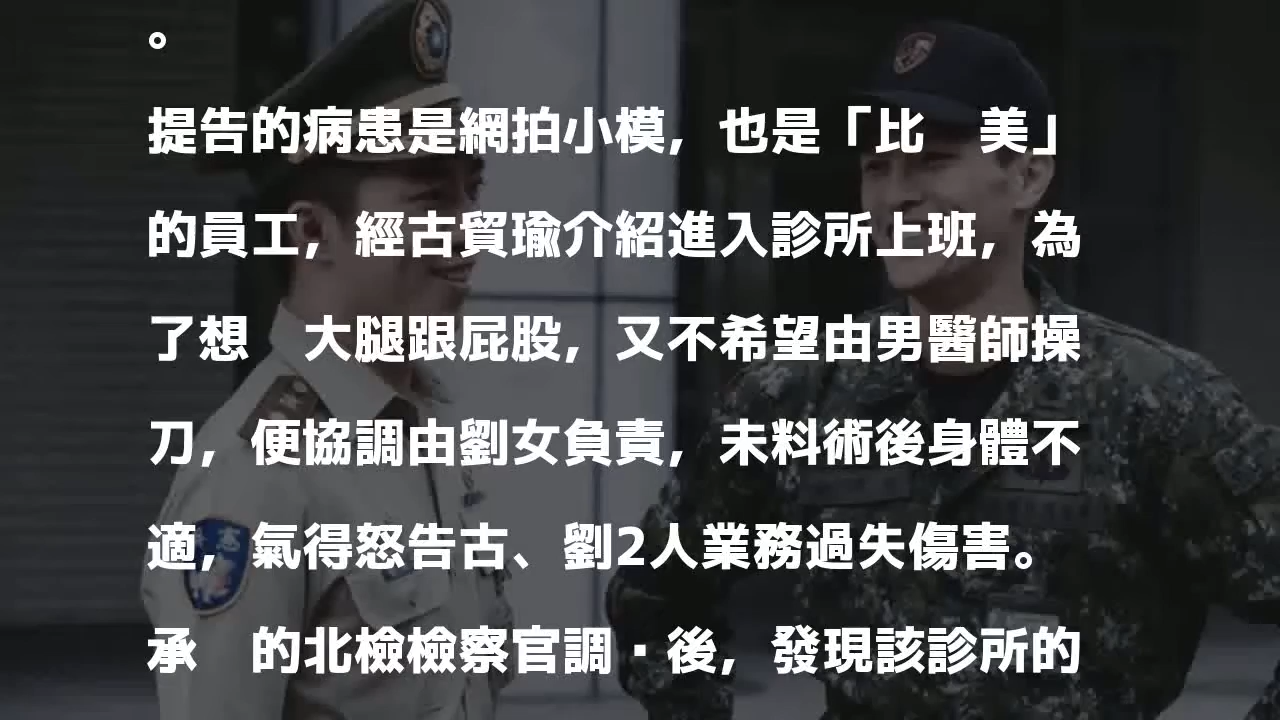 。
提告的病患是網拍小模，也是「比　美」
的員工，經古貿瑜介紹進入診所上班，為
了想　大腿跟屁股，又不希望由男醫師操
刀，便協調由劉女負責，未料術後身體不
適，氣得怒告古、劉2人業務過失傷害。
承　的北檢檢察官調·後，發現該診所的
憲